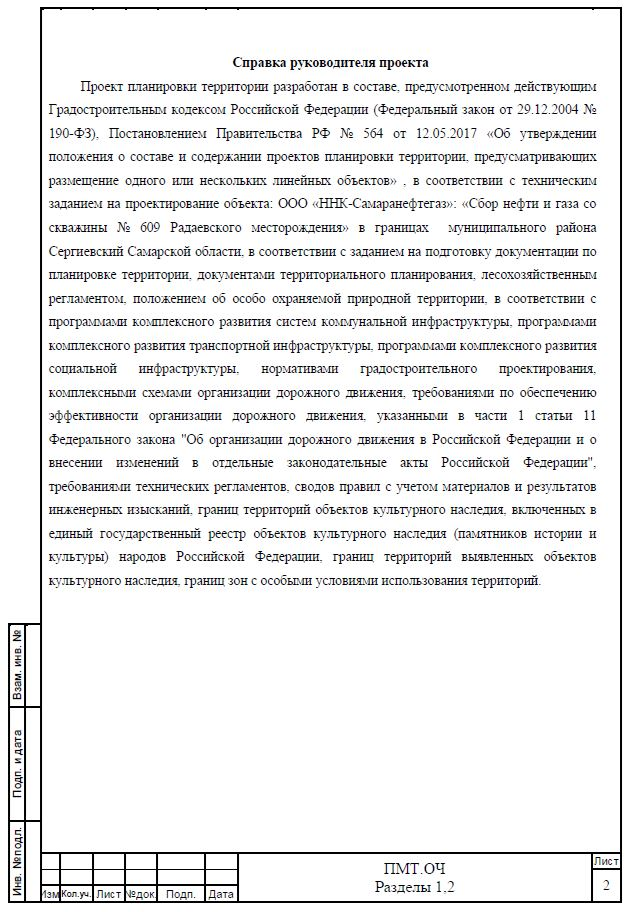 Справка руководителя проекта
Проект планировки территории разработан в составе, предусмотренном действующим
Градостроительным кодексом Российской Федерации (Федеральный закон от 29.12.2004 №
190-ФЗ), Постановлением Правительства РФ № 564 от 12.05.2017 «Об утверждении
положения о составе и содержании проектов планировки территории, предусматривающих
размещение одного или нескольких линейных объектов» , в соответствии с техническим
заданием на проектирование объекта: ООО «ННК-Самаранефтегаз»: «Сбор нефти и газа со
скважины № 609 Радаевского месторождения» в границах муниципального района
Сергиевский Самарской области, в соответствии с заданием на подготовку документации по
планировке территории, документами территориального планирования, лесохозяйственным
регламентом, положением об особо охраняемой природной территории, в соответствии с
программами комплексного развития систем коммунальной инфраструктуры, программами
комплексного развития транспортной инфраструктуры, программами комплексного развития
социальной инфраструктуры, нормативами градостроительного проектирования,
комплексными схемами организации дорожного движения, требованиями по обеспечению
эффективности организации дорожного движения, указанными в части 1 статьи 11
Федерального закона "Об организации дорожного движения в Российской Федерации и о
внесении изменений в отдельные законодательные акты Российской Федерации",
требованиями технических регламентов, сводов правил с учетом материалов и результатов
инженерных изысканий, границ территорий объектов культурного наследия, включенных в
единый государственный реестр объектов культурного наследия (памятников истории и
культуры) народов Российской Федерации, границ территорий выявленных объектов
культурного наследия, границ зон с особыми условиями использования территорий.
Взам. инв. №
Подп. и дата
Инв. № подл.
Изм Кол.уч. Лист №док. Подп. Дата
ПМТ.ОЧ
Разделы 1,2
Лист
2